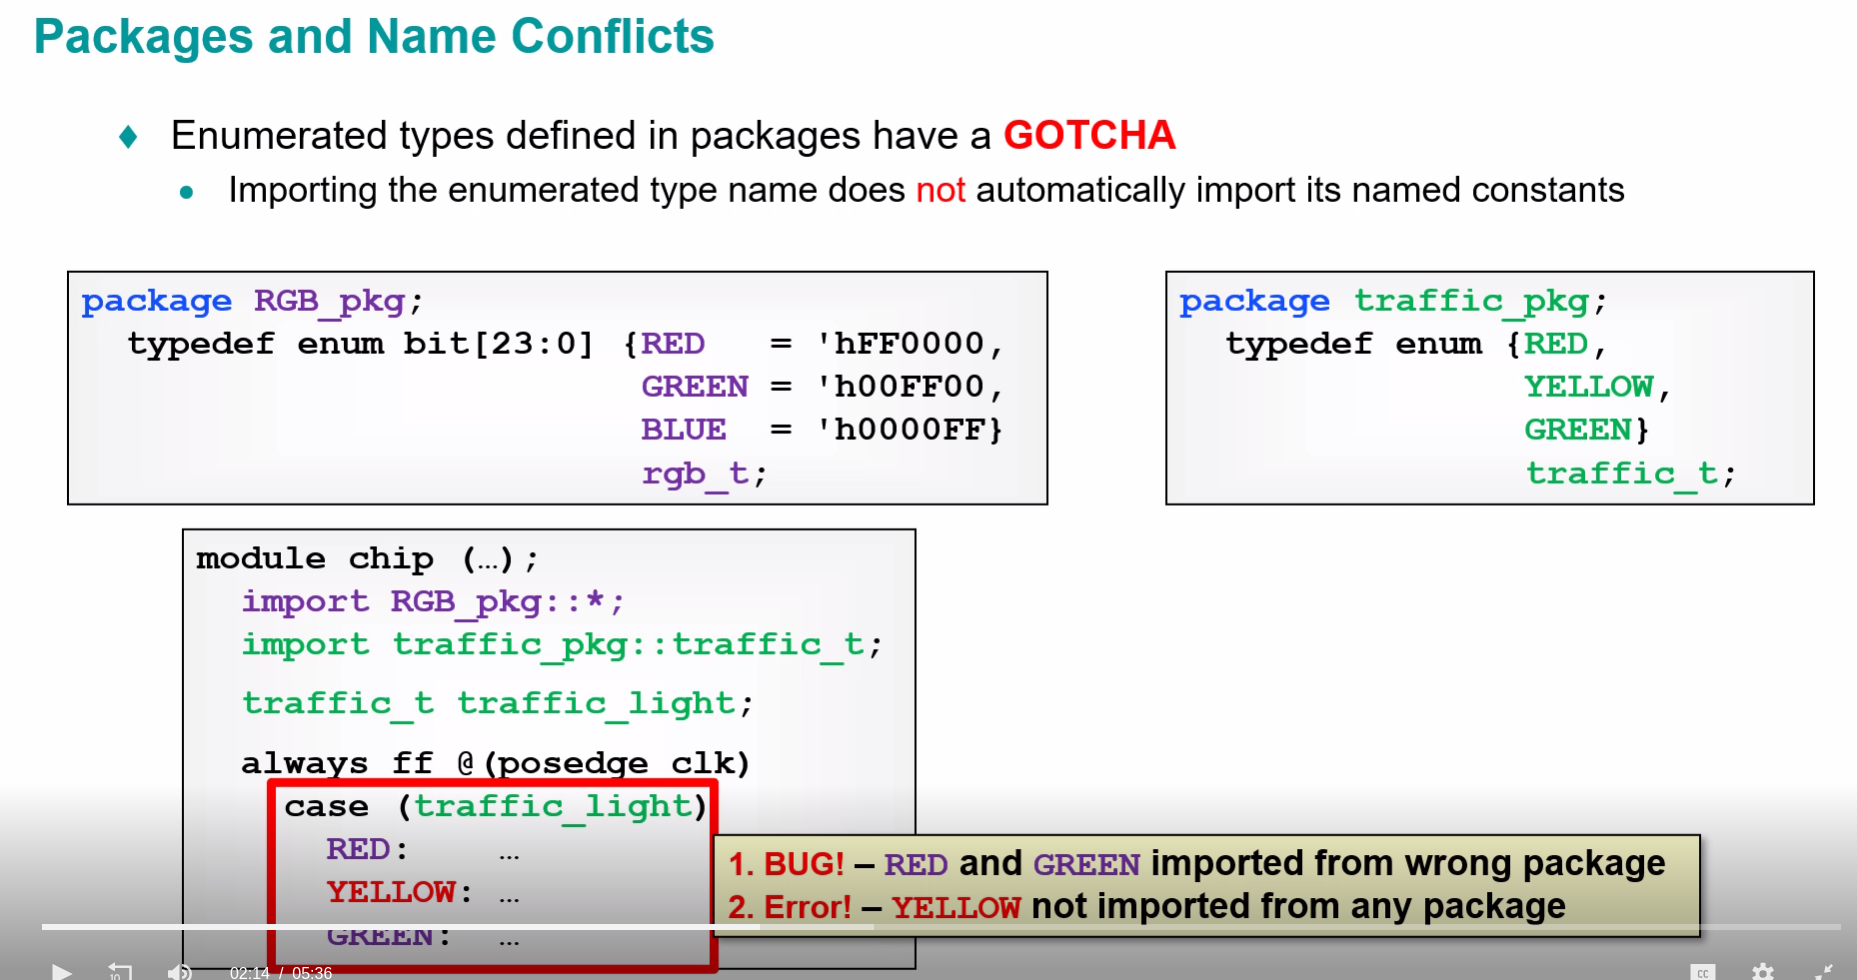 Packages and Name Conflicts
Enumerated types defined in packages have a GOTCHA
Importing the enumerated type name does not automatically import its named constants
package RGB_pkg;
typedef enum bit[23:0] {RED = 'hFF0000,
GREEN = 'h00FF00,
BLUE = 'h0000FF}
rgb_t;
package traffic_pkg;
typedef enum {RED,
YELLOW,
GREEN}
traffic_t;
module chip (…);
import RGB_pkg::*;
import traffic_pkg::traffic_t;
traffic_t traffic_light;
always ff @(posedge clk)
case (traffic_light)
RED: …
YELLOW: …
GREEN: …
1. BUG! – RED and GREEN imported from wrong package
2. Error! – YELLOW not imported from any package
10
02:14 / 05:36
CC